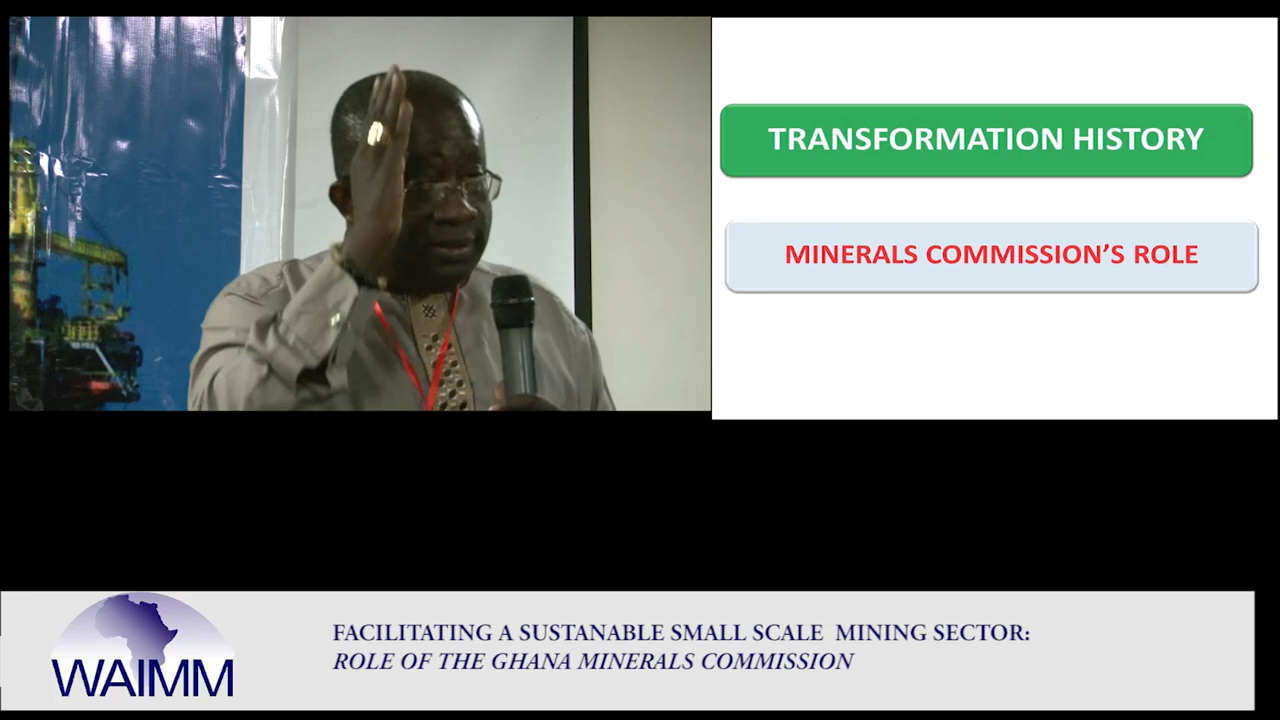 TRANSFORMATION HISTORY
MINERALS COMMISSION'S ROLE
WAIMM
FACILITATING A SUSTANABLE SMALL SCALE MINING SECTOR:
ROLE OF THE GHANA MINERALS COMMISSION